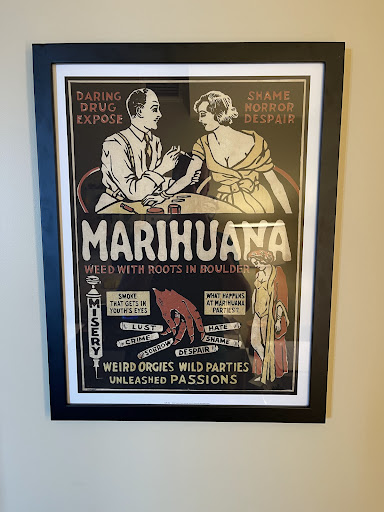 DARING
DRUG
EXPOSE
SHAME
HORROR
DESPAIR
MARIHUANA
WEED WITH ROOTS IN BOULDER
MISERY
SMOKE
THAT GETS IN
YOUTH'S EYES
WHAT HAPPENS
AT MARIHUANA
PARTIES?
LUST
CRIME
SORROW
HATE
SHAME
DESPAIR
WEIRD ORGIES WILD PARTIES
UNLEASHED PASSIONS